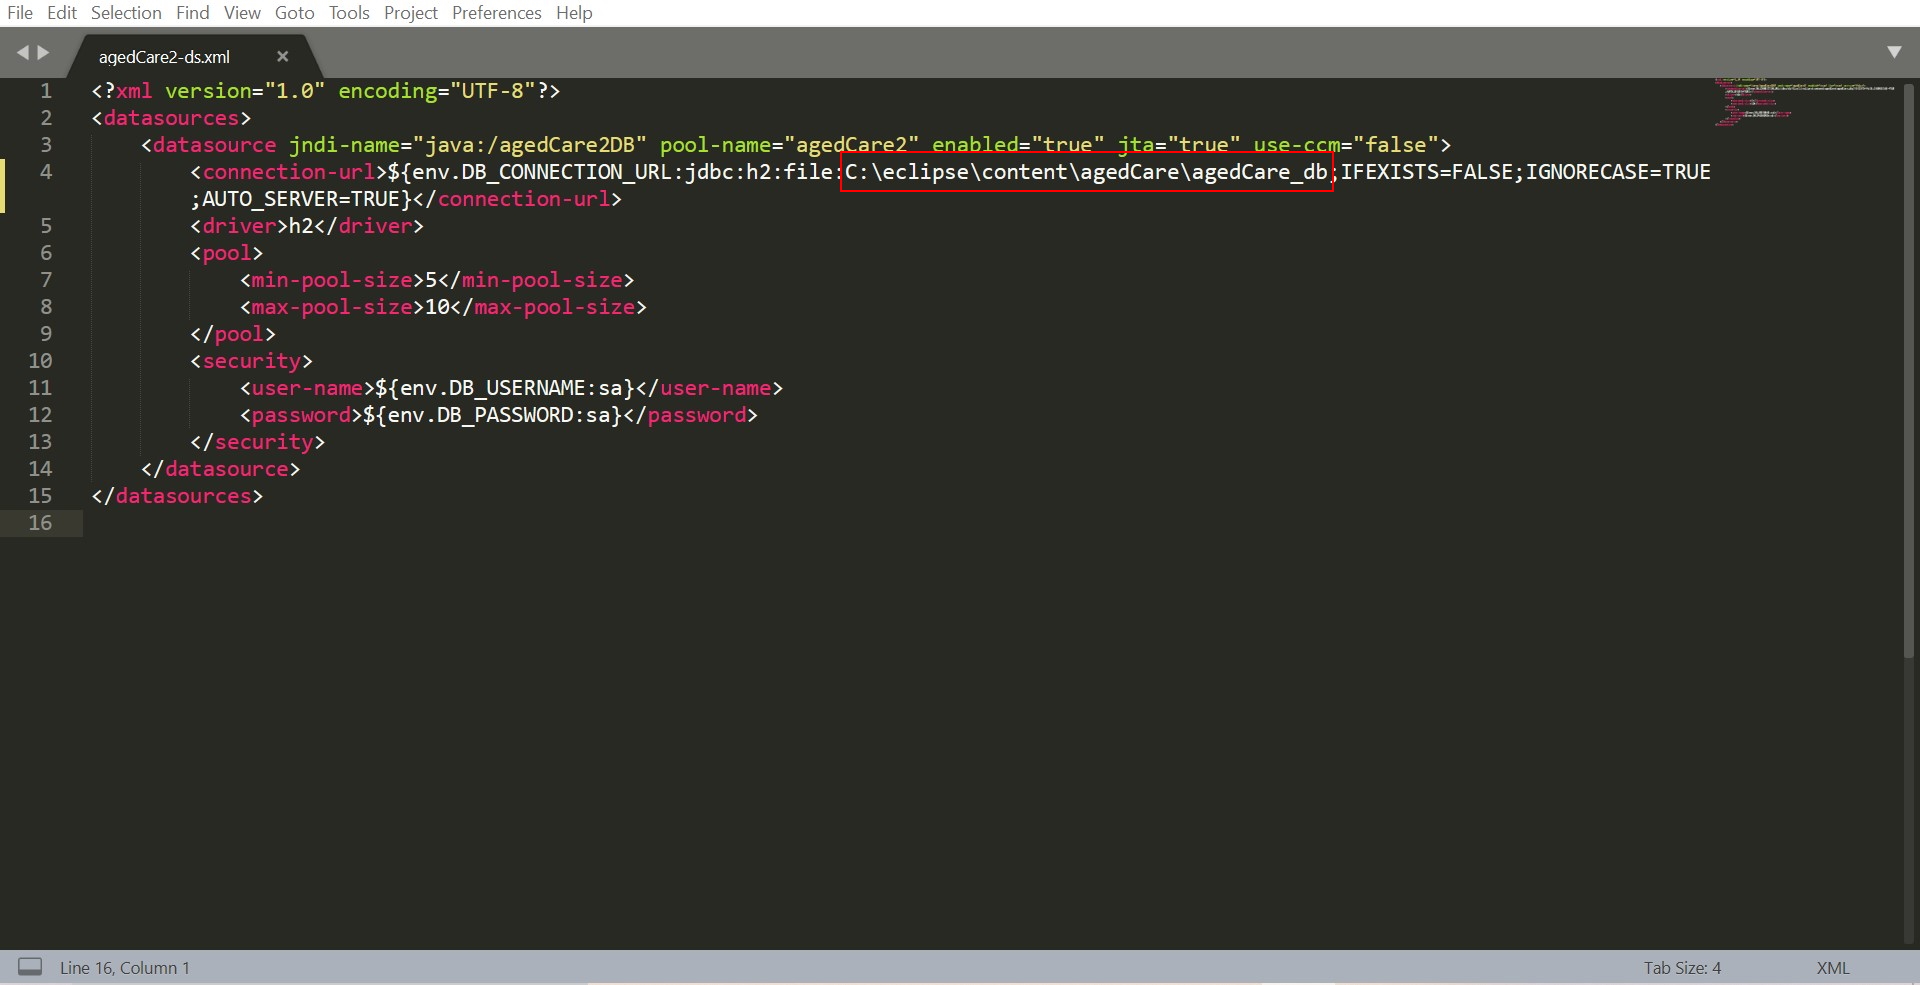 File Edit Selection Find View Goto Tools Project Preferences Help
agedCare2-ds.xml ×
1 <?xml version="1.0" encoding="UTF-8"?>
2 <datasources>
3 <datasource jndi-name="java:/agedCare2DB" pool-name="agedCare2" enabled="true" jta="true" use-ccm="false">
4 <connection-url>${env.DB_CONNECTION_URL:jdbc:h2:file:C:\eclipse\content\agedCare\agedCare_db;IFEXISTS=FALSE;IGNORECASE=TRUE
;AUTO_SERVER=TRUE}</connection-url>
5 <driver>h2</driver>
6 <pool>
7 <min-pool-size>5</min-pool-size>
8 <max-pool-size>10</max-pool-size>
9 </pool>
10 <security>
11 <user-name>${env.DB_USERNAME:sa}</user-name>
12 <password>${env.DB_PASSWORD:sa}</password>
13 </security>
14 </datasource>
15 </datasources>
16
Line 16, Column 1 Tab Size: 4 XML